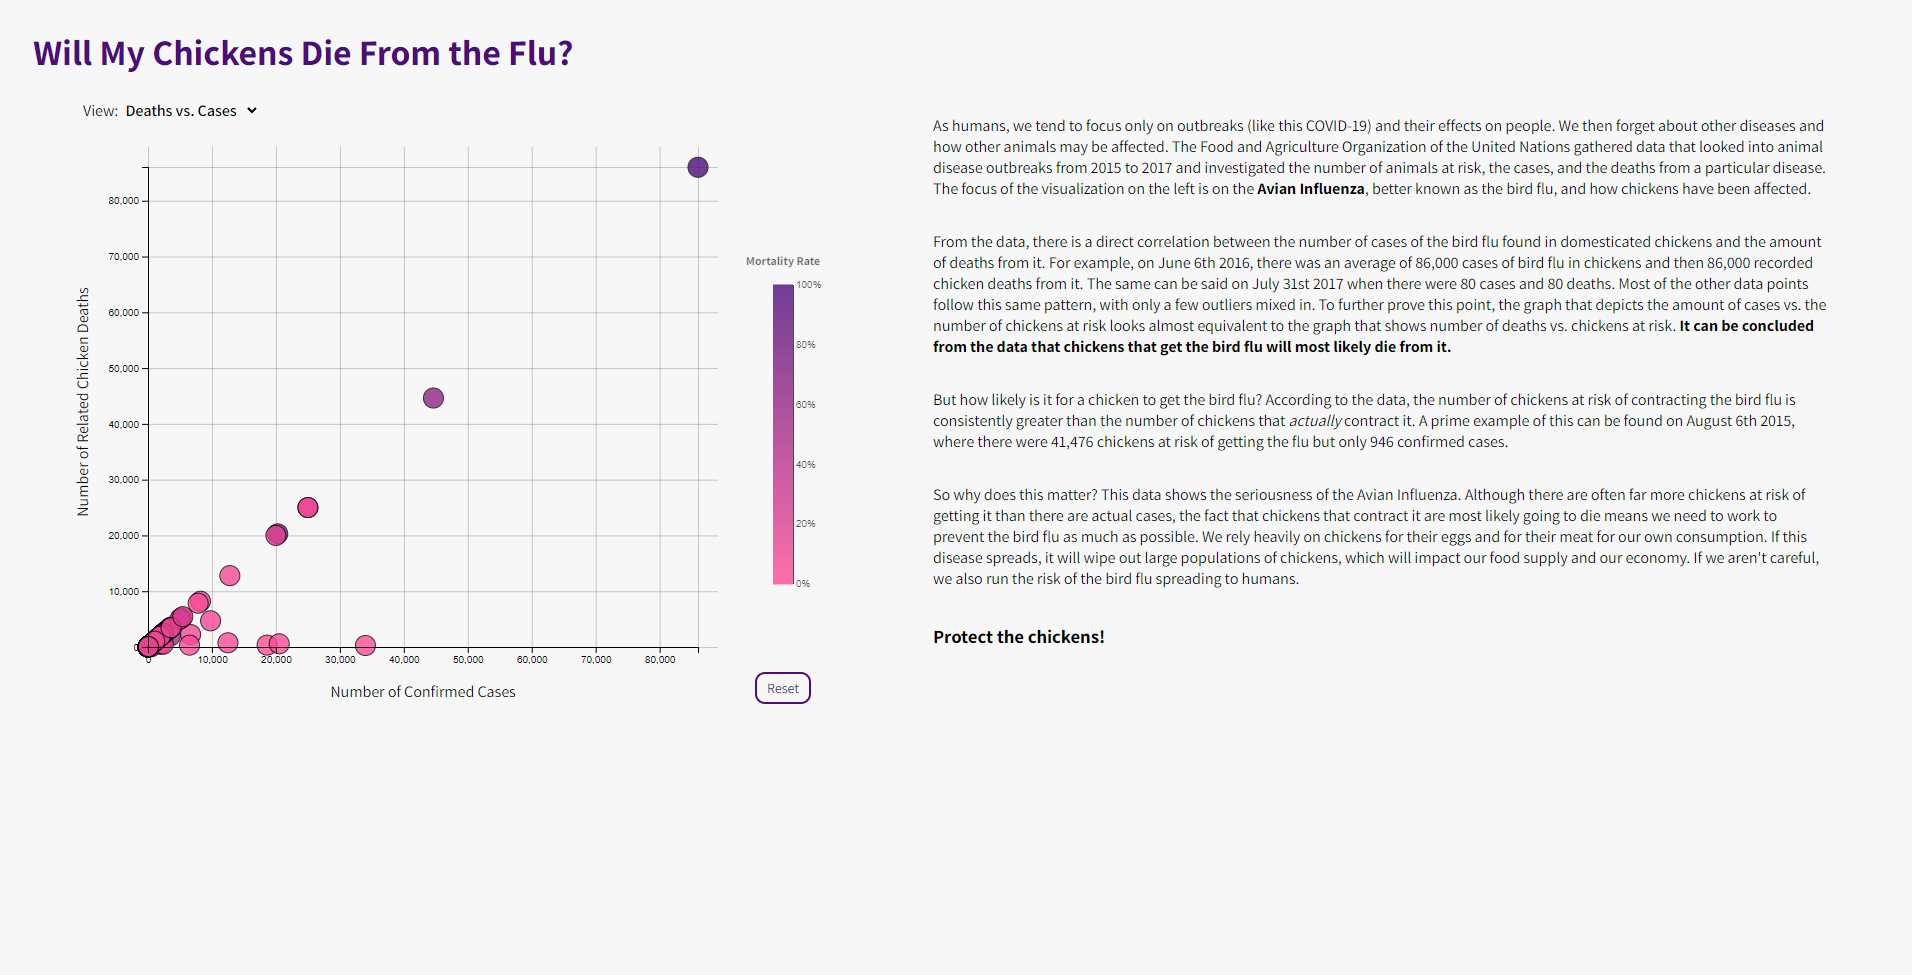 Will My Chickens Die From the Flu?
View: Deaths vs. Cases
Number of Related Chicken Deaths
80,000
70,000
60,000
50,000
40,000
30,000
20,000
10,000
0
0
10,000
20,000
30,000
40,000
50,000
60,000
70,000
80,000
Number of Confirmed Cases
Mortality Rate
100%
80%
60%
40%
20%
0%
Reset
As humans, we tend to focus only on outbreaks (like this COVID-19) and their effects on people. We then forget about other diseases and
how other animals may be affected. The Food and Agriculture Organization of the United Nations gathered data that looked into animal
disease outbreaks from 2015 to 2017 and investigated the number of animals at risk, the cases, and the deaths from a particular disease.
The focus of the visualization on the left is on the Avian Influenza, better known as the bird flu, and how chickens have been affected.
From the data, there is a direct correlation between the number of cases of the bird flu found in domesticated chickens and the amount
of deaths from it. For example, on June 6th 2016, there was an average of 86,000 cases of bird flu in chickens and then 86,000 recorded
chicken deaths from it. The same can be said on July 31st 2017 when there were 80 cases and 80 deaths. Most of the other data points
follow this same pattern, with only a few outliers mixed in. To further prove this point, the graph that depicts the amount of cases vs. the
number of chickens at risk looks almost equivalent to the graph that shows number of deaths vs. chickens at risk. It can be concluded
from the data that chickens that get the bird flu will most likely die from it.
But how likely is it for a chicken to get the bird flu? According to the data, the number of chickens at risk of contracting the bird flu is
consistently greater than the number of chickens that actually contract it. A prime example of this can be found on August 6th 2015,
where there were 41,476 chickens at risk of getting the flu but only 946 confirmed cases.
So why does this matter? This data shows the seriousness of the Avian Influenza. Although there are often far more chickens at risk of
getting it than there are actual cases, the fact that chickens that contract it are most likely going to die means we need to work to
prevent the bird flu as much as possible. We rely heavily on chickens for their eggs and for their meat for our own consumption. If this
disease spreads, it will wipe out large populations of chickens, which will impact our food supply and our economy. If we aren't careful,
we also run the risk of the bird flu spreading to humans.
Protect the chickens!